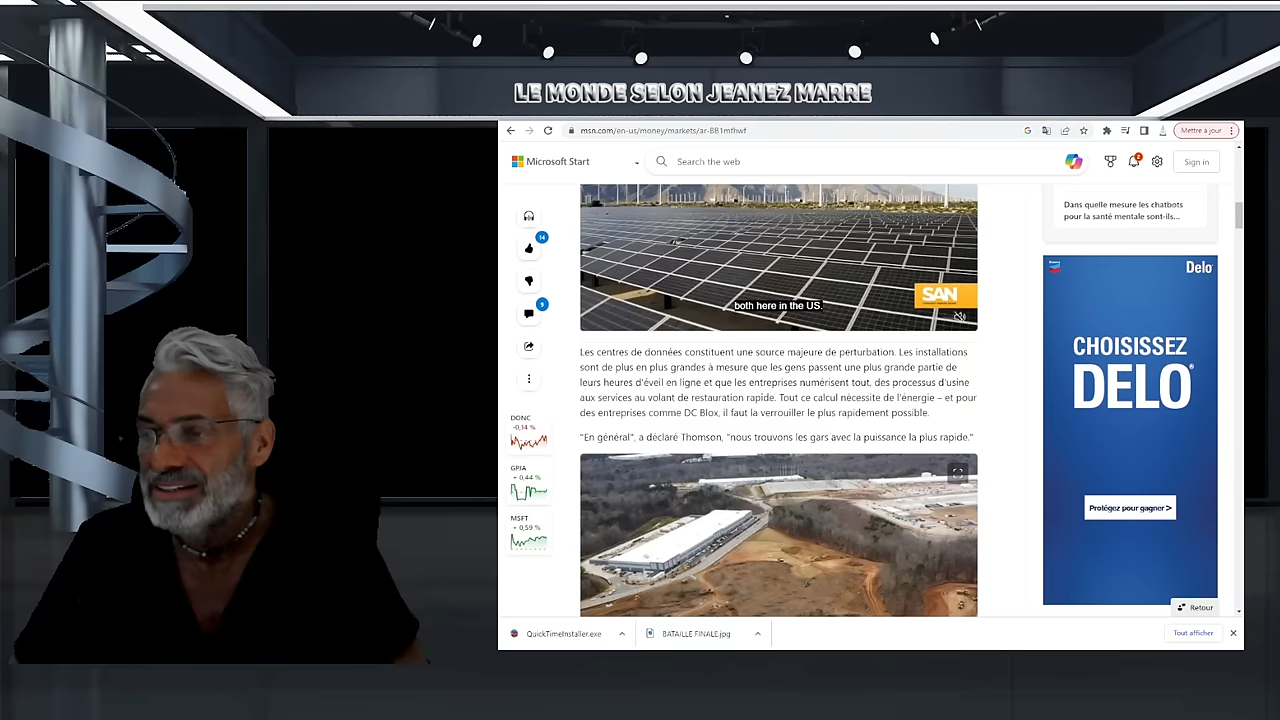 LE MONDE SELON JEANEZ MARRE
msn.com/en-us/money/markets/ar-BB1mfhwf
Mettre à jour
Microsoft Start
Search the web
2
Sign in
Dans quelle mesure les chatbots
pour la santé mentale sont-ils...
14
9
SAN
both here in the US.
Delo
CHOISISSEZ
DELO®
Protégez pour gagner >
Les centres de données constituent une source majeure de perturbation. Les installations
sont de plus en plus grandes à mesure que les gens passent une plus grande partie de
leurs heures d'éveil en ligne et que les entreprises numérisent tout, des processus d'usine
aux services au volant de restauration rapide. Tout ce calcul nécesite de l'énergie – et pour
des entreprises comme DC Blox, il faut la verrouiller le plus rapidement possible.
"En général", a déclaré Thomson, "nous trouvons les gars avec la puissance la plus rapide."
DONC
-0,14 %
GPJA
+ 0,44 %
MSFT
+ 0,59 %
Retour
QuickTimeInstaller.exe
BATAILLE FINALE.jpg
Tout afficher